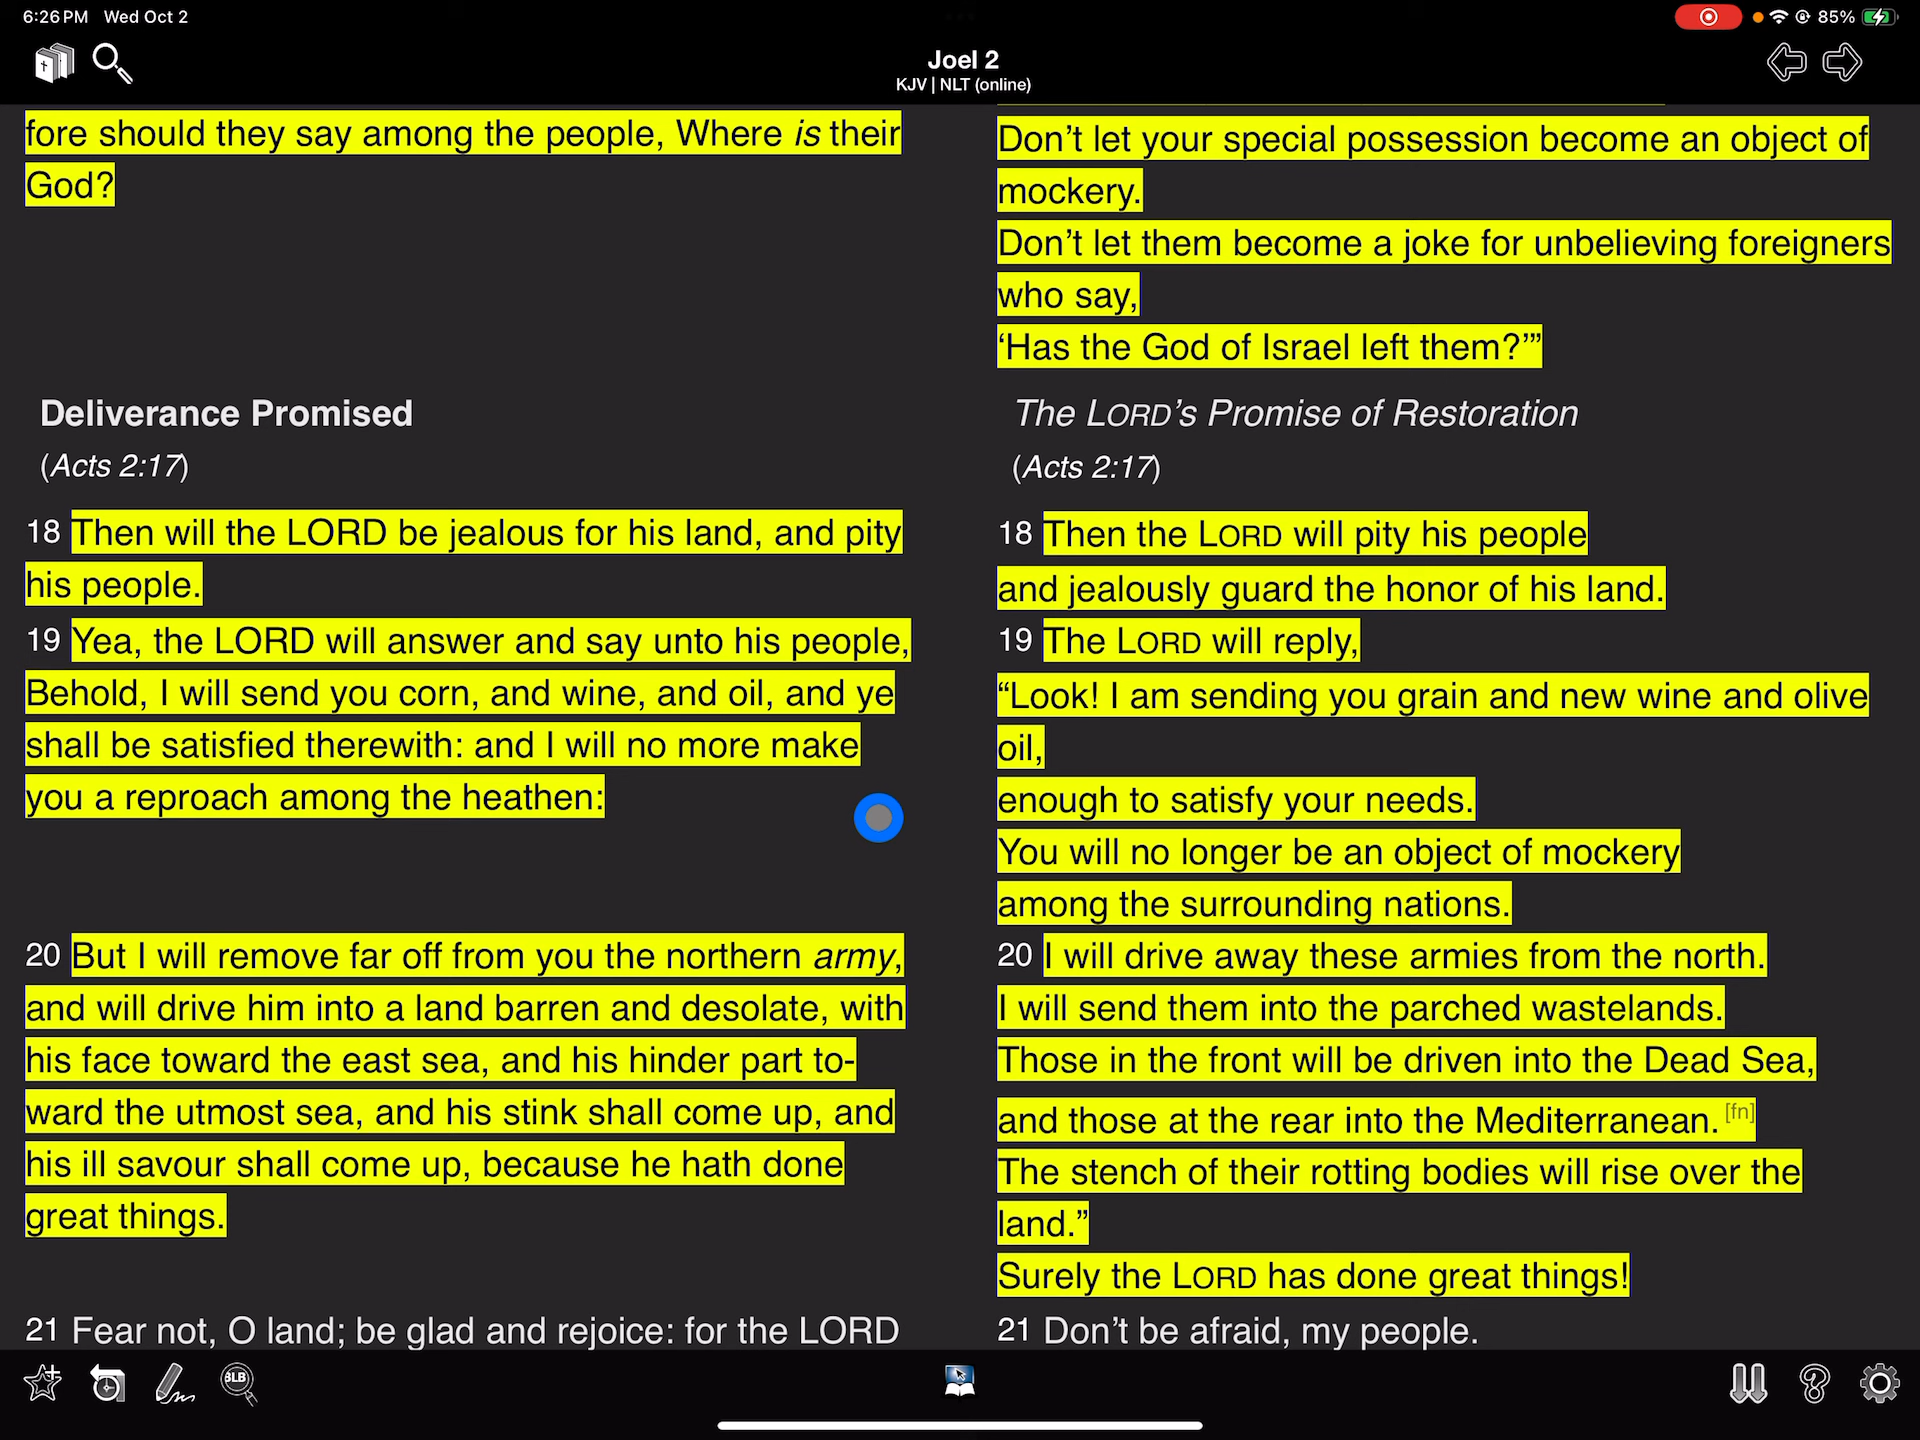 6:26 PM Wed Oct 2
85%
Joel 2
KJV | NLT (online)
fore should they say among the people, Where is their
God?
Deliverance Promised
(Acts 2:17)
18 Then will the LORD be jealous for his land, and pity
his people.
19 Yea, the LORD will answer and say unto his people,
Behold, I will send you corn, and wine, and oil, and ye
shall be satisfied therewith: and I will no more make
you a reproach among the heathen:
20 But I will remove far off from you the northern army,
and will drive him into a land barren and desolate, with
his face toward the east sea, and his hinder part to-
ward the utmost sea, and his stink shall come up, and
his ill savour shall come up, because he hath done
great things.
21 Fear not, O land; be glad and rejoice: for the LORD
Don’t let your special possession become an object of
mockery.
Don’t let them become a joke for unbelieving foreigners
who say,
‘Has the God of Israel left them?’”
The LORD’s Promise of Restoration
(Acts 2:17)
18 Then the LORD will pity his people
and jealously guard the honor of his land.
19 The LORD will reply,
“Look! I am sending you grain and new wine and olive
oil,
enough to satisfy your needs.
You will no longer be an object of mockery
among the surrounding nations.
20 I will drive away these armies from the north.
I will send them into the parched wastelands.
Those in the front will be driven into the Dead Sea,
and those at the rear into the Mediterranean. [fn]
The stench of their rotting bodies will rise over the
land.”
Surely the LORD has done great things!
21 Don’t be afraid, my people.
BLB